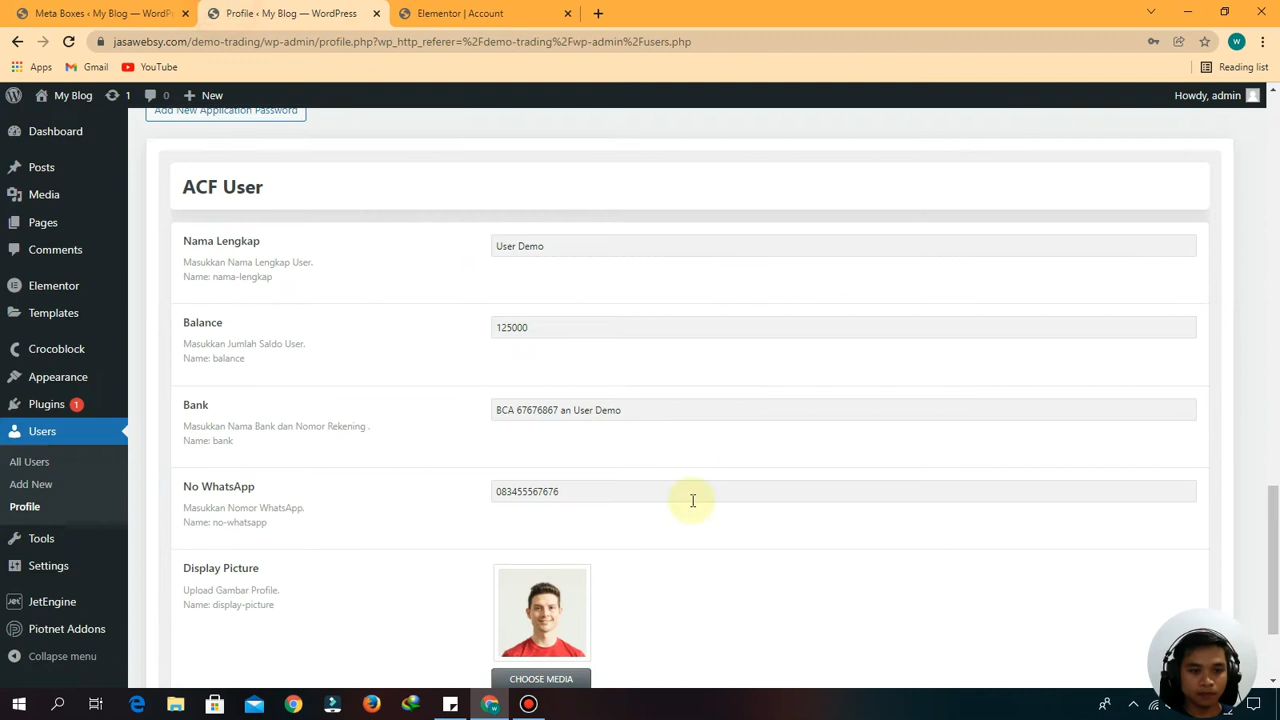 Meta Boxes ‹ My Blog — WordPr
Profile ‹ My Blog — WordPress
Elementor | Account
jasawebsy.com/demo-trading/wp-admin/profile.php?wp_http_referer=%2Fdemo-trading%2Fwp-admin%2Fusers.php
Apps
Gmail
YouTube
Reading list
My Blog
1
0
New
Howdy, admin
Dashboard
Posts
Media
Pages
Comments
Elementor
Templates
Crocoblock
Appearance
Plugins 1
Users
All Users
Add New
Profile
Tools
Settings
JetEngine
Piotnet Addons
Collapse menu
Add New Application Password
ACF User
Nama Lengkap
Masukkan Nama Lengkap User.
Name: nama-lengkap
User Demo
Balance
Masukkan Jumlah Saldo User.
Name: balance
125000
Bank
Masukkan Nama Bank dan Nomor Rekening .
Name: bank
BCA 67676867 an User Demo
No WhatsApp
Masukkan Nomor WhatsApp.
Name: no-whatsapp
083455567676
Display Picture
Upload Gambar Profile.
Name: display-picture
CHOOSE MEDIA